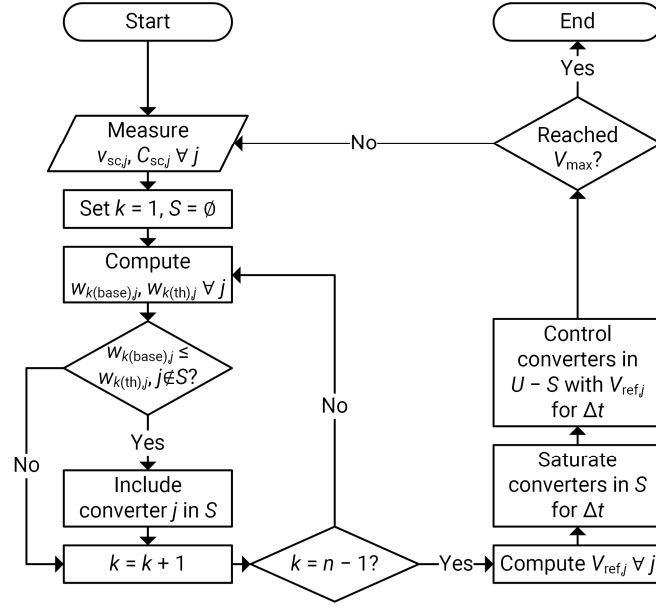 Start
Measure
v_sc,j, C_sc,j ∀ j
Set k = 1, S = ∅
Compute
w_k(base),j, w_k(th),j ∀ j
w_k(base),j ≤
w_k(th),j, j∉S?
No
Yes
Include
converter j in S
k = k + 1
k = n − 1?
No
Yes
Compute V_ref,j ∀ j
Saturate
converters in S
for Δt
Control
converters in
U − S with V_ref,j
for Δt
Reached
V_max?
No
Yes
End